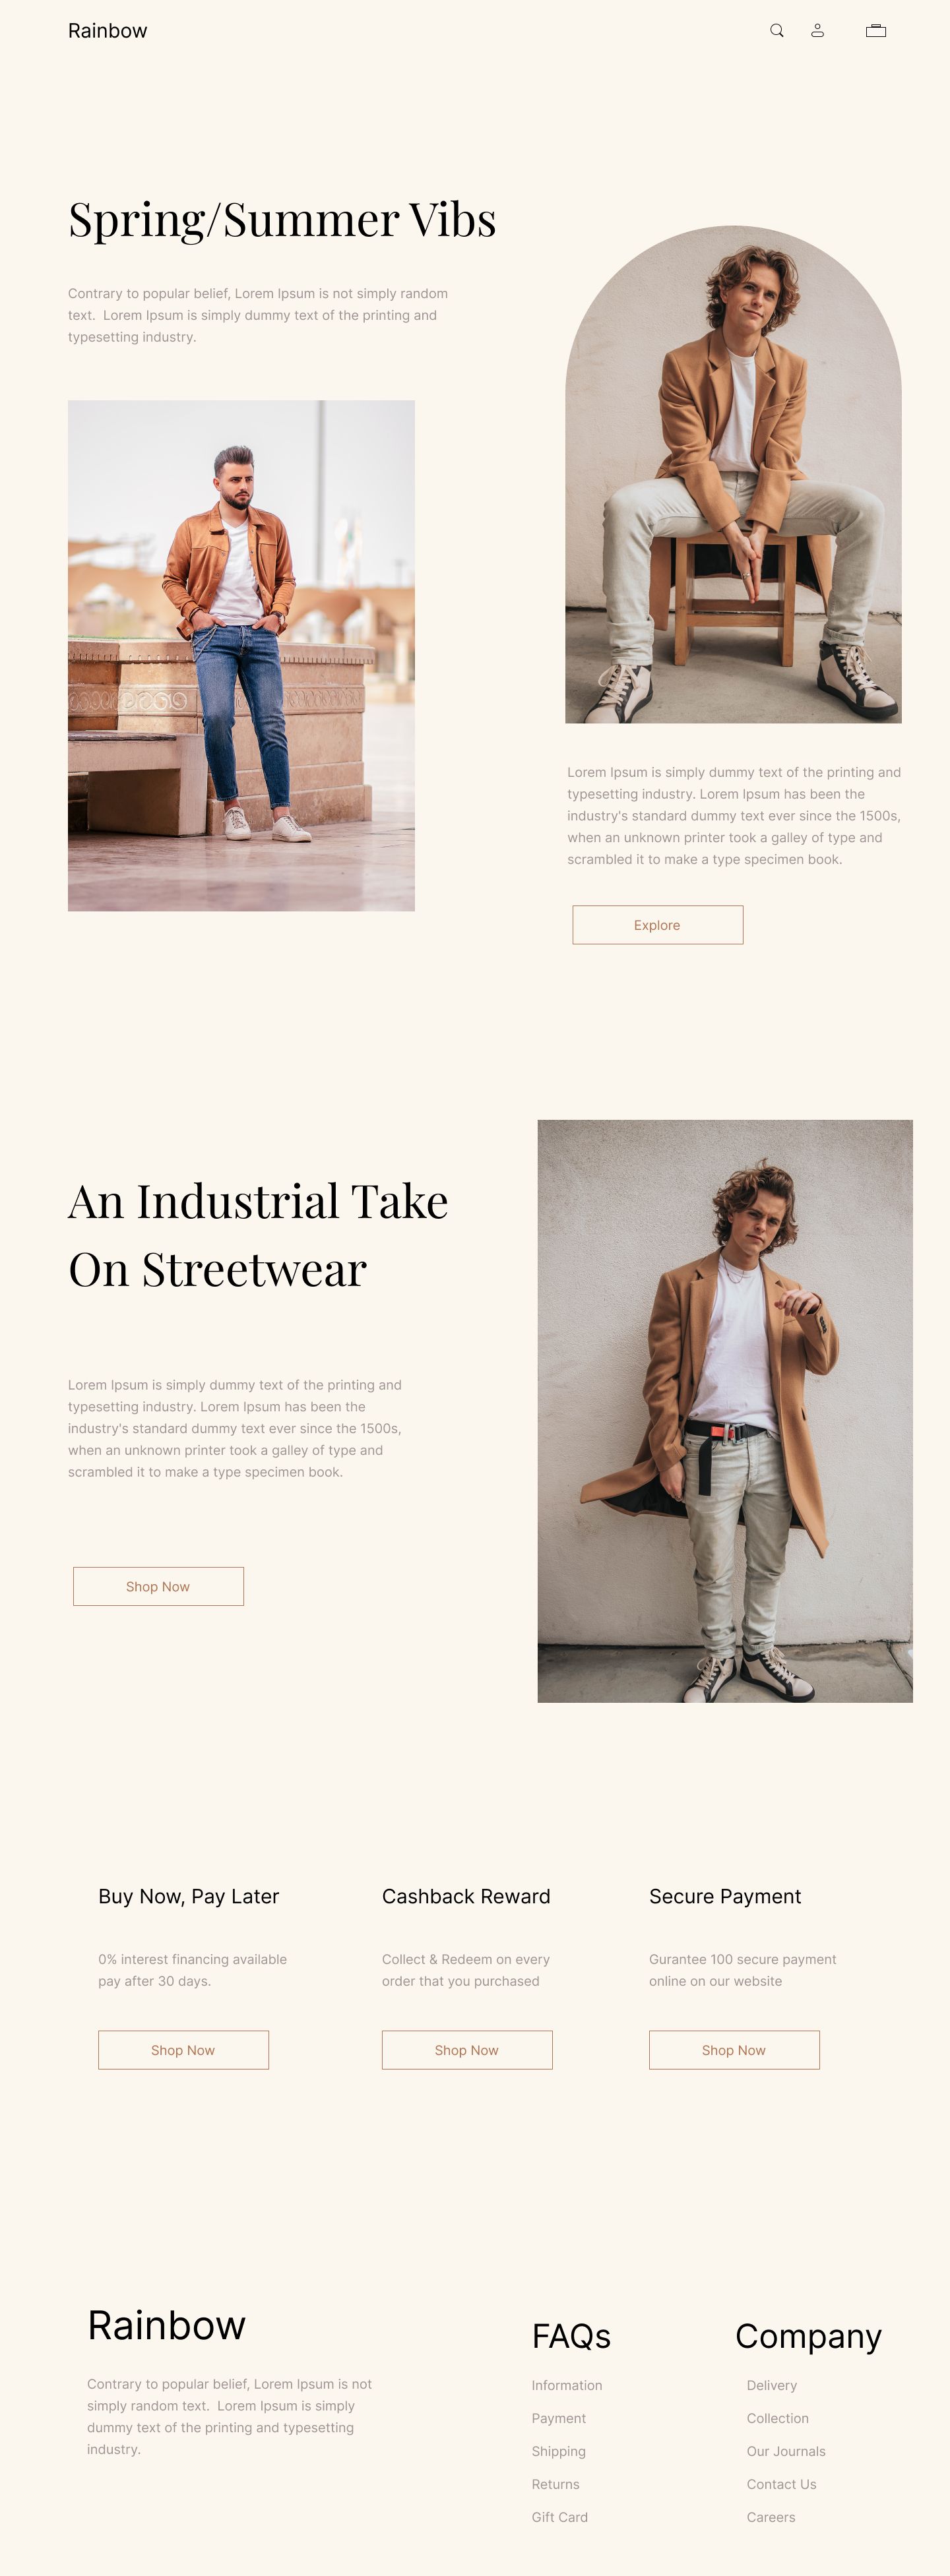 Rainbow
Spring/Summer Vibs
Contrary to popular belief, Lorem Ipsum is not simply random
text.  Lorem Ipsum is simply dummy text of the printing and
typesetting industry.
Lorem Ipsum is simply dummy text of the printing and
typesetting industry. Lorem Ipsum has been the
industry's standard dummy text ever since the 1500s,
when an unknown printer took a galley of type and
scrambled it to make a type specimen book.
Explore
An Industrial Take
On Streetwear
Lorem Ipsum is simply dummy text of the printing and
typesetting industry. Lorem Ipsum has been the
industry's standard dummy text ever since the 1500s,
when an unknown printer took a galley of type and
scrambled it to make a type specimen book.
Shop Now
Buy Now, Pay Later
0% interest financing available
pay after 30 days.
Shop Now
Cashback Reward
Collect & Redeem on every
order that you purchased
Shop Now
Secure Payment
Gurantee 100 secure payment
online on our website
Shop Now
Rainbow
Contrary to popular belief, Lorem Ipsum is not
simply random text.  Lorem Ipsum is simply
dummy text of the printing and typesetting
industry.
FAQs
Information
Payment
Shipping
Returns
Gift Card
Company
Delivery
Collection
Our Journals
Contact Us
Careers